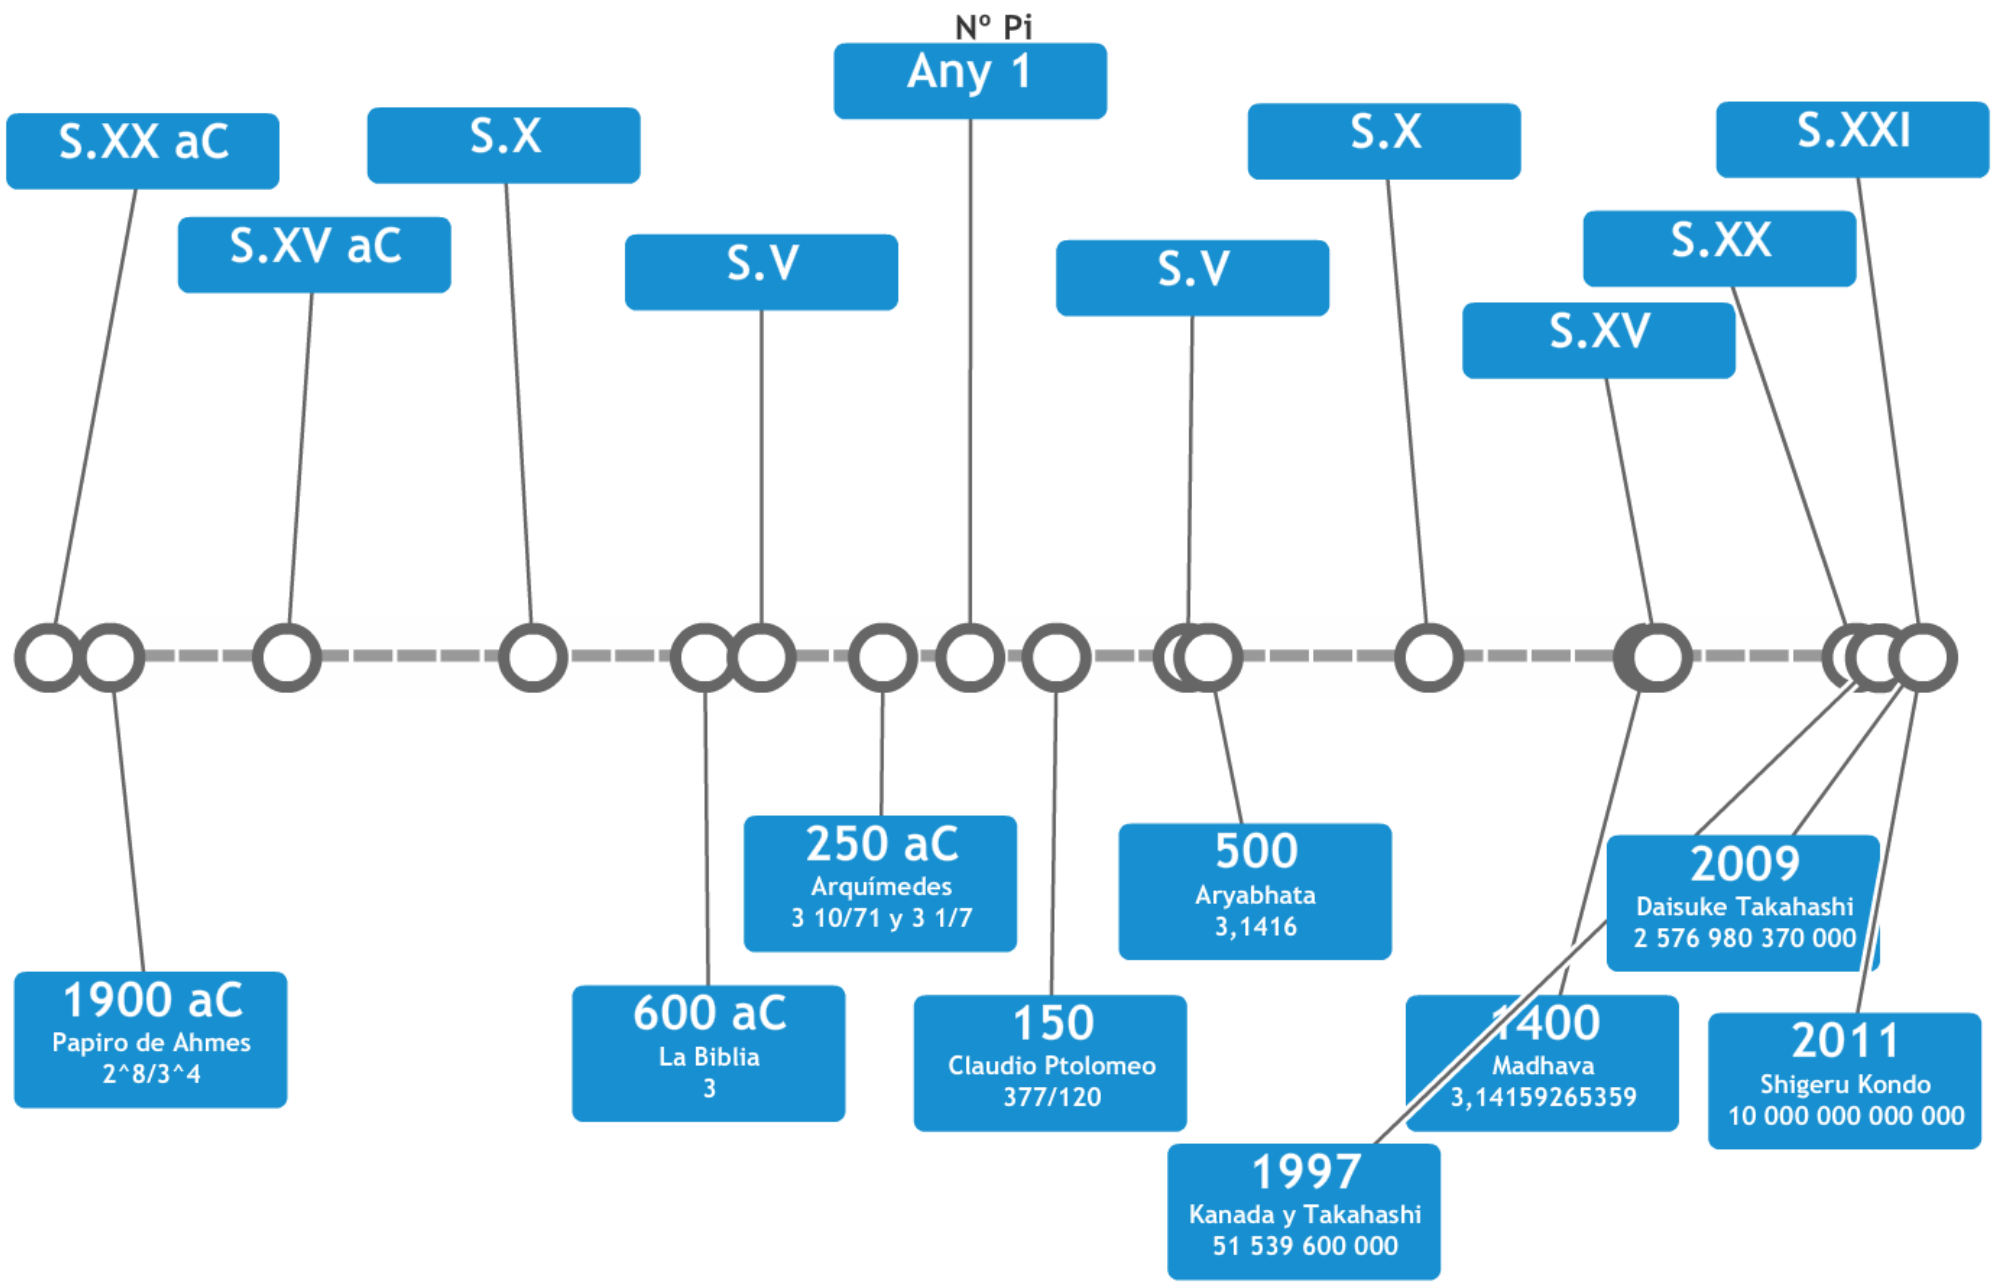 Nº Pi
Any 1
S.XX aC
S.X
S.X
S.XXI
S.XV aC
S.V
S.V
S.XX
S.XV
250 aC
Arquímedes
3 10/71 y 3 1/7
500
Aryabhata
3,1416
2009
Daisuke Takahashi
2 576 980 370 000
1900 aC
Papiro de Ahmes
2^8/3^4
600 aC
La Biblia
3
150
Claudio Ptolomeo
377/120
1400
Madhava
3,14159265359
2011
Shigeru Kondo
10 000 000 000 000
1997
Kanada y Takahashi
51 539 600 000